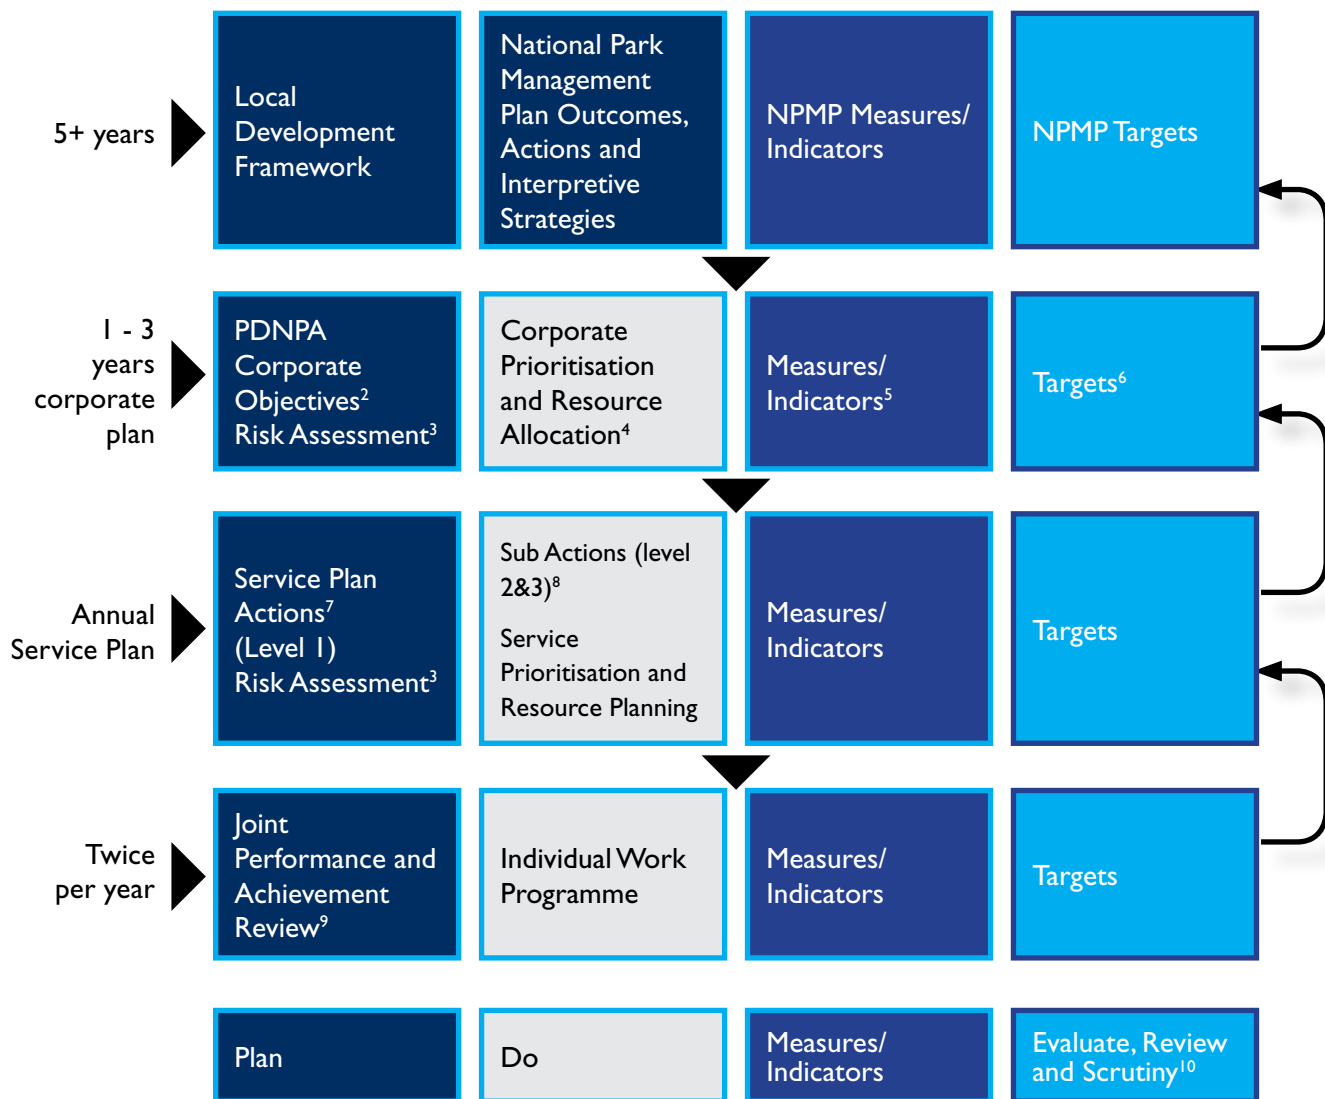 5+ years
Local
Development
Framework
National Park
Management
Plan Outcomes,
Actions and
Interpretive
Strategies
NPMP Measures/
Indicators
NPMP Targets
1 - 3
years
corporate
plan
PDNPA
Corporate
Objectives²
Risk Assessment³
Corporate
Prioritisation
and Resource
Allocation⁴
Measures/
Indicators⁵
Targets⁶
Annual
Service Plan
Service Plan
Actions⁷
(Level 1)
Risk Assessment³
Sub Actions (level
2&3)⁸
Service
Prioritisation and
Resource Planning
Measures/
Indicators
Targets
Twice
per year
Joint
Performance and
Achievement
Review⁹
Individual Work
Programme
Measures/
Indicators
Targets
Plan
Do
Measures/
Indicators
Evaluate, Review
and Scrutiny¹⁰